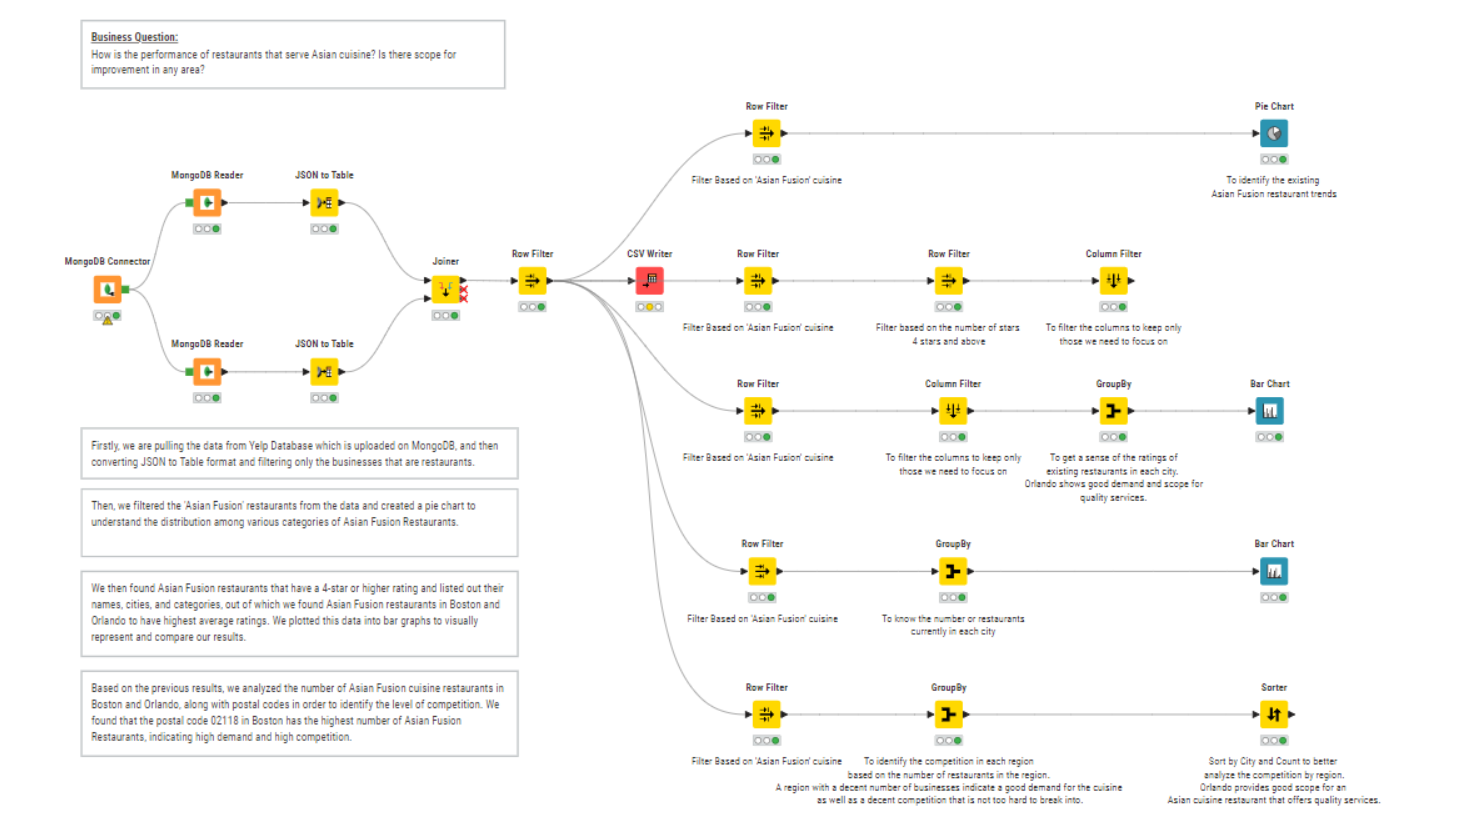 Business Question:
How is the performance of restaurants that serve Asian cuisine? Is there scope for
improvement in any area?
Row Filter
Filter Based on 'Asian Fusion' cuisine
Pie Chart
To identify the existing
Asian Fusion restaurant trends
MongoDB Reader
JSON to Table
MongoDB Connector
Joiner
Row Filter
MongoDB Reader
JSON to Table
CSV Writer
Row Filter
Filter Based on 'Asian Fusion' cuisine
Row Filter
Filter based on the number of stars
4 stars and above
Column Filter
To filter the columns to keep only
those we need to focus on
Row Filter
Filter Based on 'Asian Fusion' cuisine
Column Filter
To filter the columns to keep only
those we need to focus on
GroupBy
To get a sense of the ratings of
existing restaurants in each city.
Orlando shows good demand and scope for
quality services.
Bar Chart
Firstly, we are pulling the data from Yelp Database which is uploaded on MongoDB, and then
converting JSON to Table format and filtering only the businesses that are restaurants.
Then, we filtered the 'Asian Fusion' restaurants from the data and created a pie chart to
understand the distribution among various categories of Asian Fusion Restaurants.
We then found Asian Fusion restaurants that have a 4-star or higher rating and listed out their
names, cities, and categories, out of which we found Asian Fusion restaurants in Boston and
Orlando to have highest average ratings. We plotted this data into bar graphs to visually
represent and compare our results.
Based on the previous results, we analyzed the number of Asian Fusion cuisine restaurants in
Boston and Orlando, along with postal codes in order to identify the level of competition. We
found that the postal code 02118 in Boston has the highest number of Asian Fusion
Restaurants, indicating high demand and high competition.
Row Filter
Filter Based on 'Asian Fusion' cuisine
GroupBy
To know the number or restaurants
currently in each city
Bar Chart
Row Filter
Filter Based on 'Asian Fusion' cuisine
GroupBy
To identify the competition in each region
based on the number of restaurants in the region.
A region with a decent number of businesses indicate a good demand for the cuisine
as well as a decent competition that is not too hard to break into.
Sorter
Sort by City and Count to better
analyze the competition by region.
Orlando provides good scope for an
Asian cuisine restaurant that offers quality services.